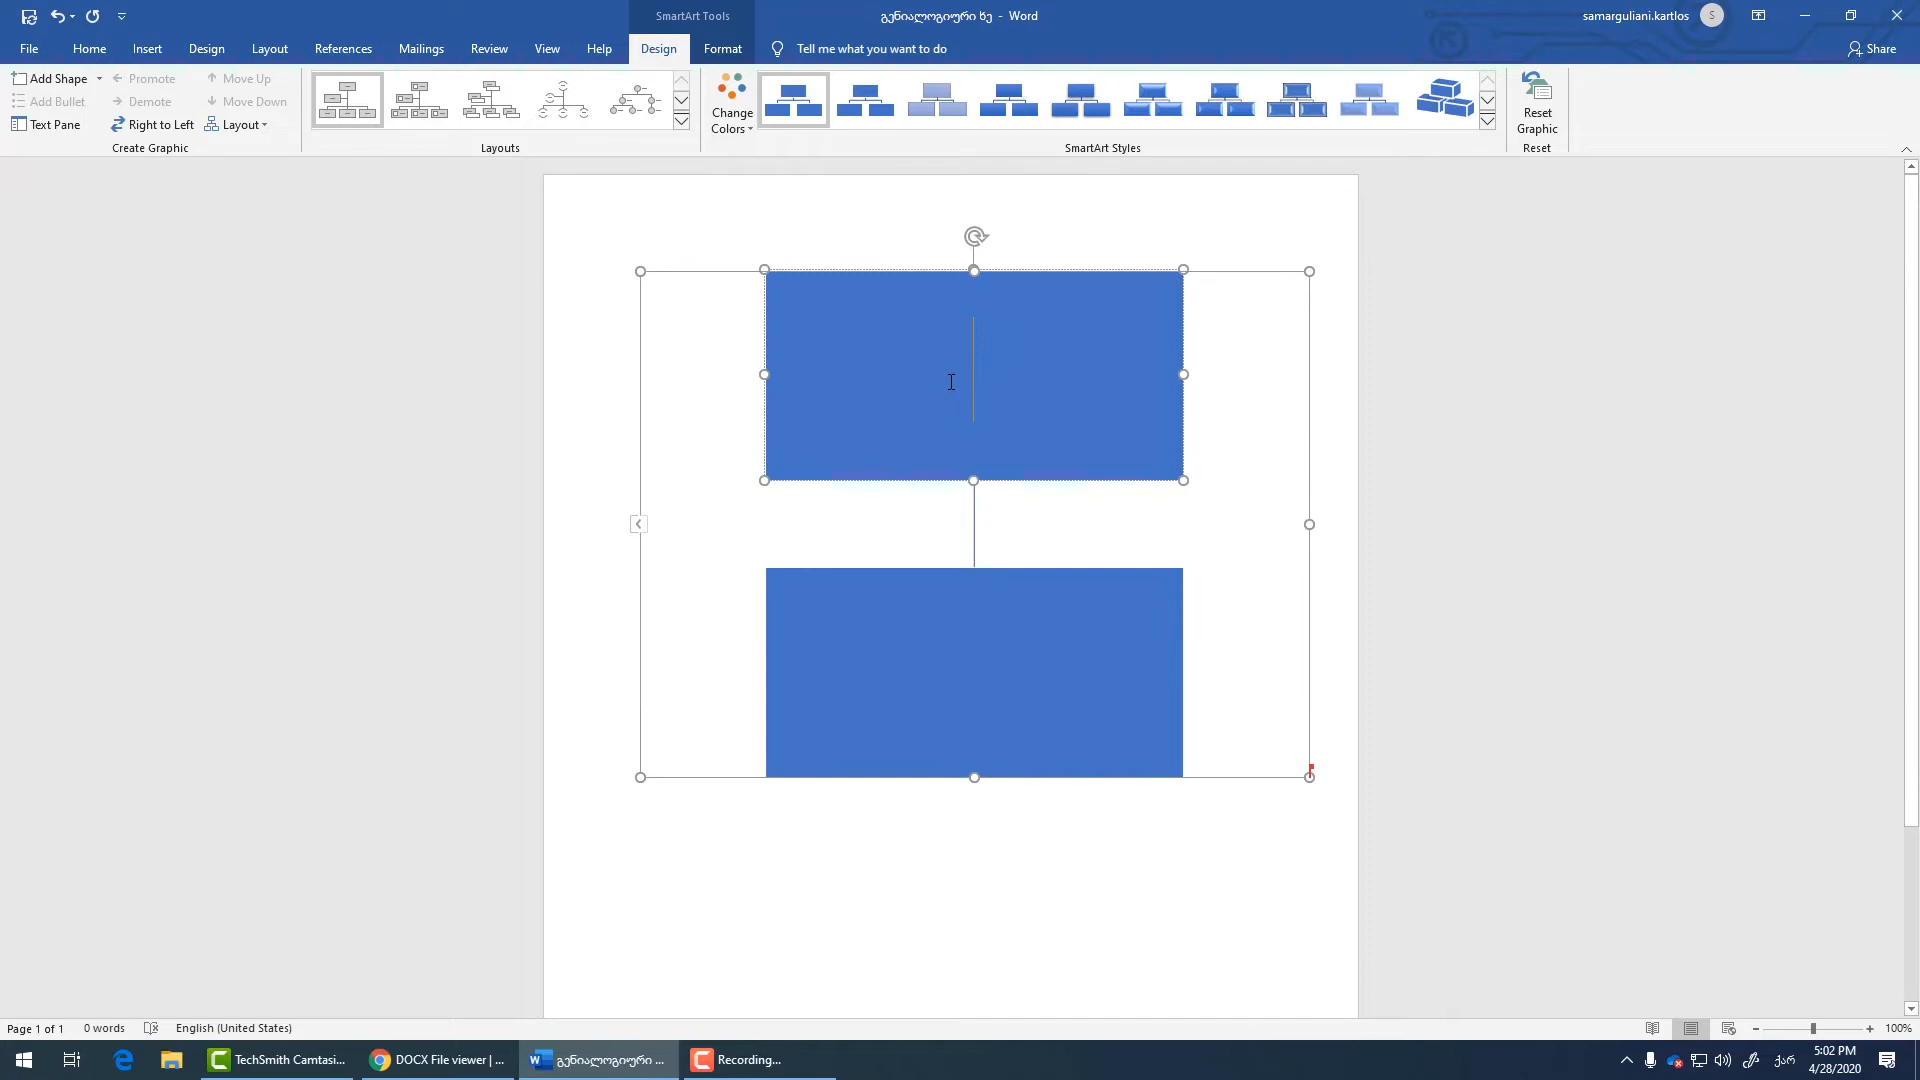 SmartArt Tools
გენიალოგიური ხე - Word
samarguliani.kartlos
S
File
Home
Insert
Design
Layout
References
Mailings
Review
View
Help
Design
Format
Tell me what you want to do
Share
Add Shape
Promote
Move Up
Add Bullet
Demote
Move Down
Text Pane
Right to Left
Layout
Create Graphic
Layouts
Change
Colors
SmartArt Styles
Reset
Graphic
Reset
Page 1 of 1
0 words
English (United States)
100%
TechSmith Camtasi...
DOCX File viewer | ...
გენიალოგიური ...
Recording...
ქარ
5:02 PM
4/28/2020